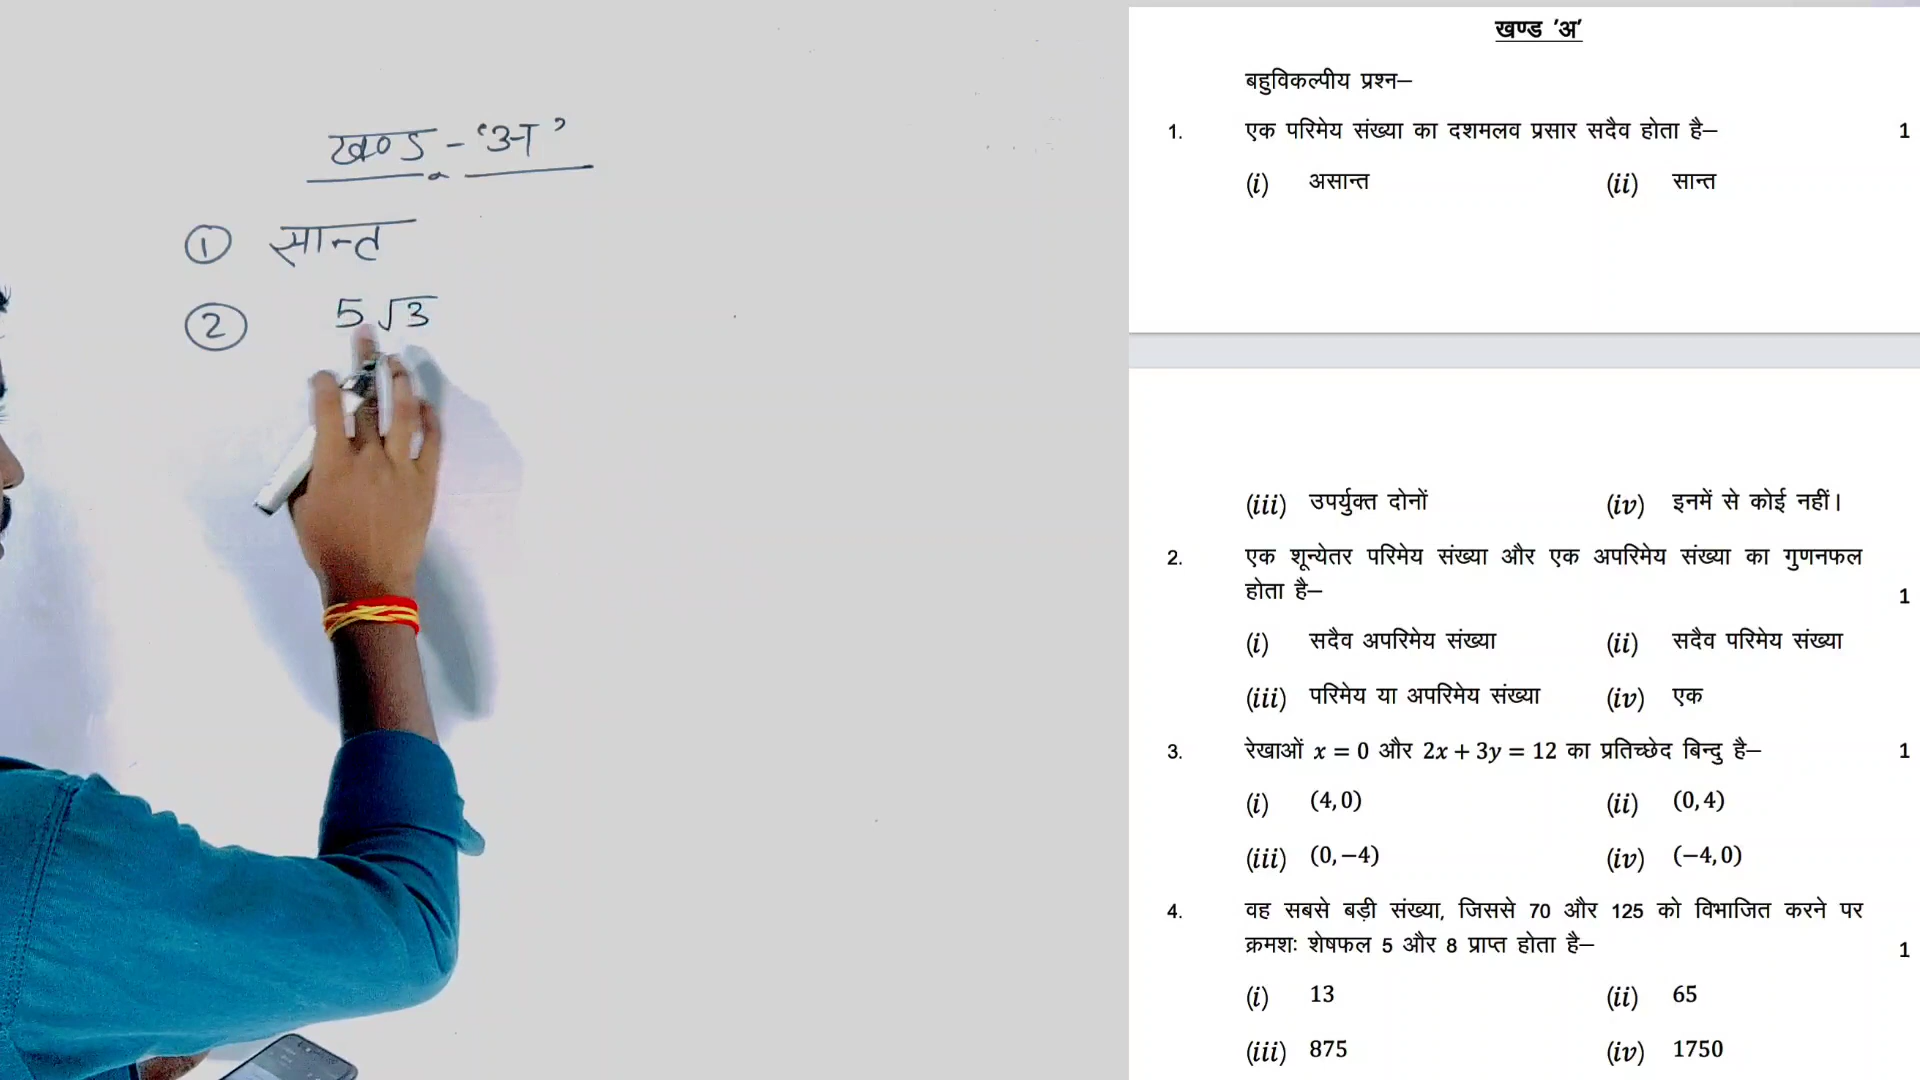 खण्ड - 'अ'
① सान्त
② 5√3
खण्ड 'अ'
बहुविकल्पीय प्रश्न–
1. एक परिमेय संख्या का दशमलव प्रसार सदैव होता है– 1
(i) असान्त (ii) सान्त
(iii) उपर्युक्त दोनों (iv) इनमें से कोई नहीं।
2. एक शून्येतर परिमेय संख्या और एक अपरिमेय संख्या का गुणनफल
होता है– 1
(i) सदैव अपरिमेय संख्या (ii) सदैव परिमेय संख्या
(iii) परिमेय या अपरिमेय संख्या (iv) एक
3. रेखाओं x = 0 और 2x + 3y = 12 का प्रतिच्छेद बिन्दु है– 1
(i) (4, 0) (ii) (0, 4)
(iii) (0, −4) (iv) (−4, 0)
4. वह सबसे बड़ी संख्या, जिससे 70 और 125 को विभाजित करने पर
क्रमशः शेषफल 5 और 8 प्राप्त होता है– 1
(i) 13 (ii) 65
(iii) 875 (iv) 1750